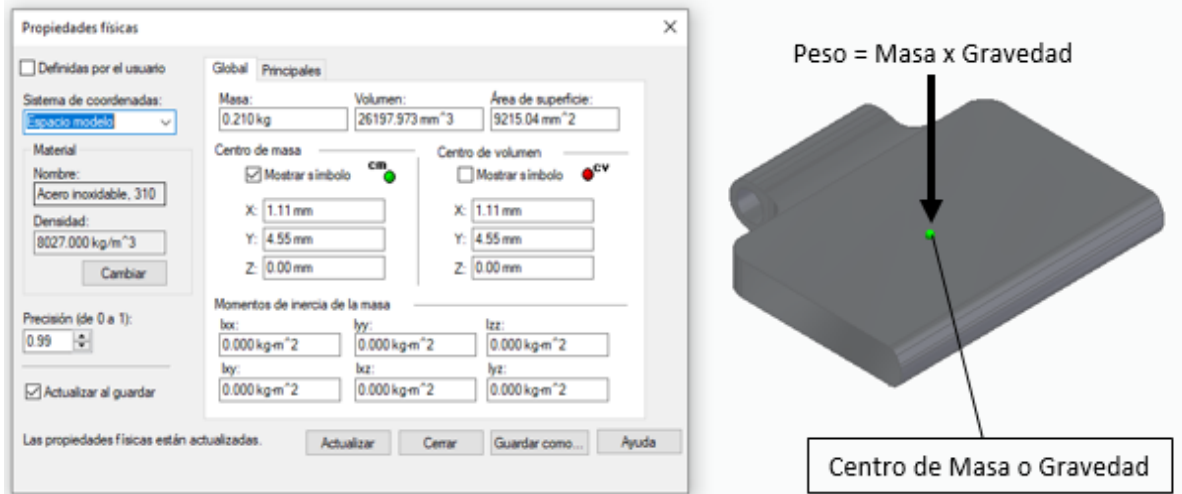 Propiedades físicas
Definidas por el usuario
Sistema de coordenadas:
Espacio modelo
Material
Nombre:
Acero inoxidable, 310
Densidad:
8027.000 kg/m^3
Cambiar
Precisión (de 0 a 1):
0.99
Actualizar al guardar
Las propiedades físicas están actualizadas.
Global Principales
Masa: Volumen: Área de superficie:
0.210 kg 26197.973 mm^3 9215.04 mm^2
Centro de masa
Mostrar símbolo cm
X: 1.11 mm
Y: 4.55 mm
Z: 0.00 mm
Centro de volumen
Mostrar símbolo cv
X: 1.11 mm
Y: 4.55 mm
Z: 0.00 mm
Momentos de inercia de la masa
Ixx: Iyy: Izz:
0.000 kg-m^2 0.000 kg-m^2 0.000 kg-m^2
Ixy: Ixz: Iyz:
0.000 kg-m^2 0.000 kg-m^2 0.000 kg-m^2
Actualizar Cerrar Guardar como... Ayuda
Peso = Masa x Gravedad
Centro de Masa o Gravedad